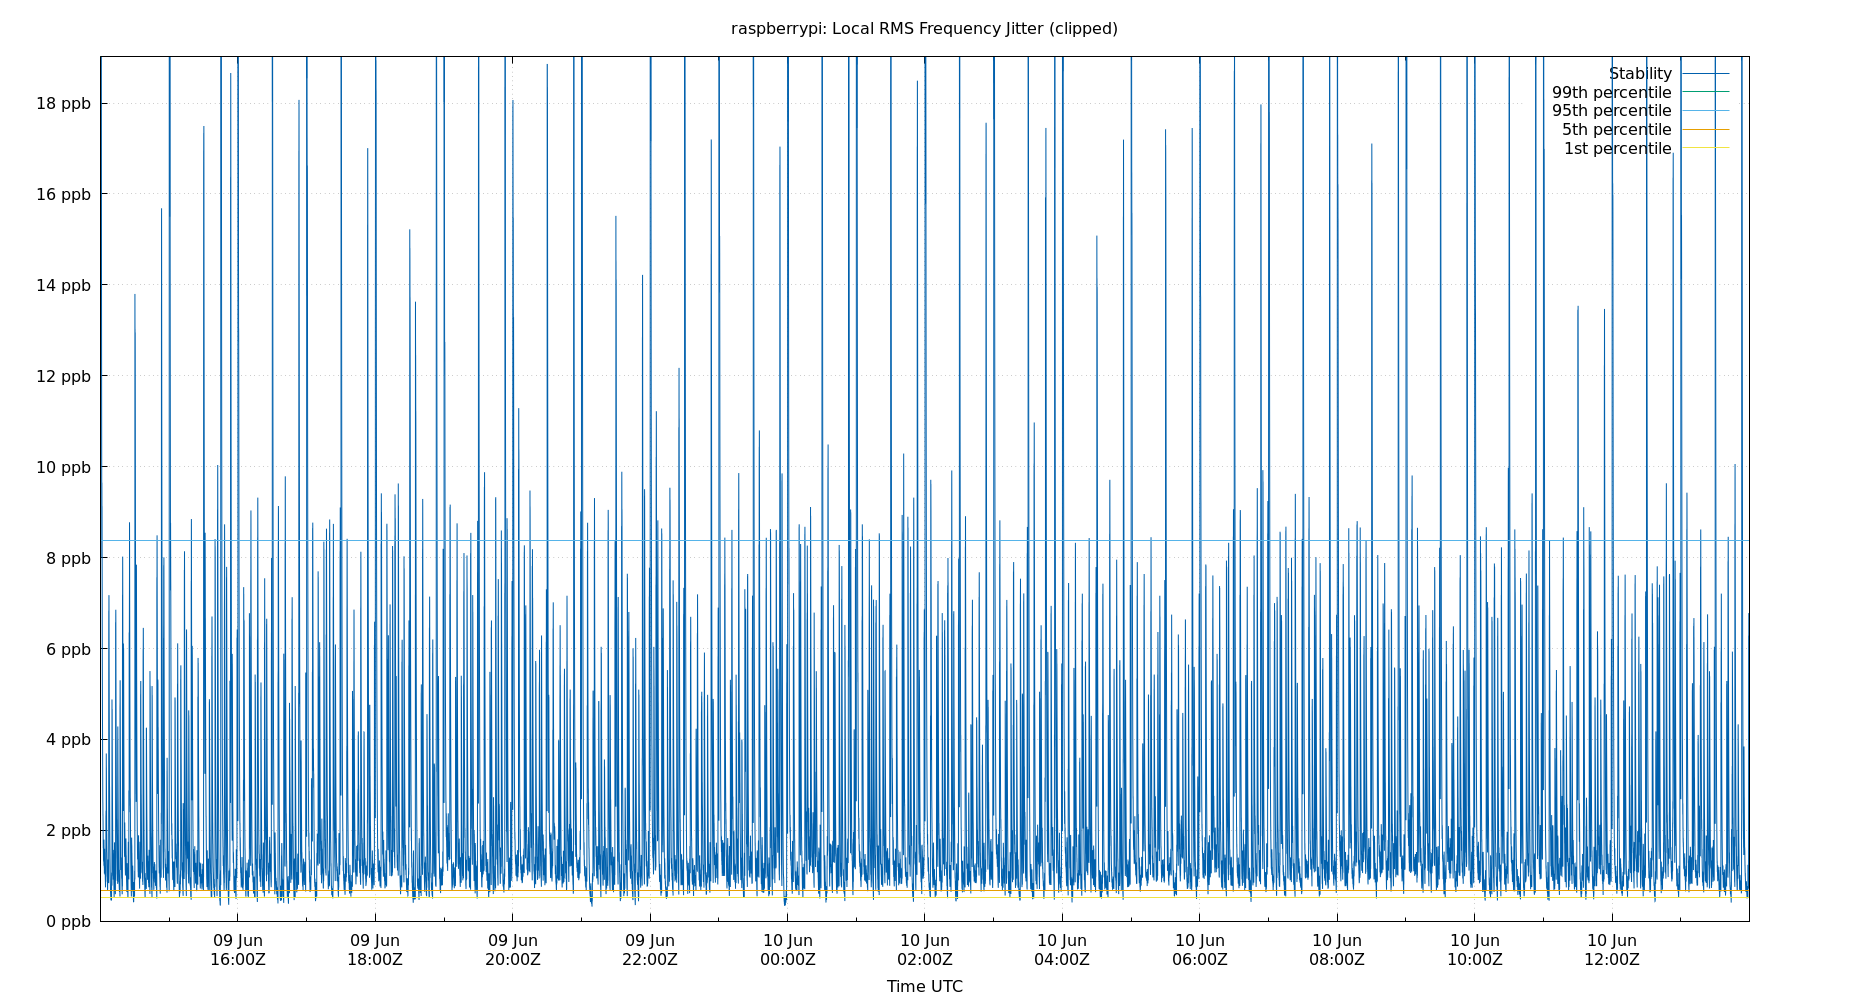 raspberrypi: Local RMS Frequency Jitter (clipped)
Stability
99th percentile
95th percentile
5th percentile
1st percentile
18 ppb
16 ppb
14 ppb
12 ppb
10 ppb
8 ppb
6 ppb
4 ppb
2 ppb
0 ppb
09 Jun 09 Jun 09 Jun 09 Jun 10 Jun 10 Jun 10 Jun 10 Jun 10 Jun 10 Jun 10 Jun
16:00Z 18:00Z 20:00Z 22:00Z 00:00Z 02:00Z 04:00Z 06:00Z 08:00Z 10:00Z 12:00Z
Time UTC